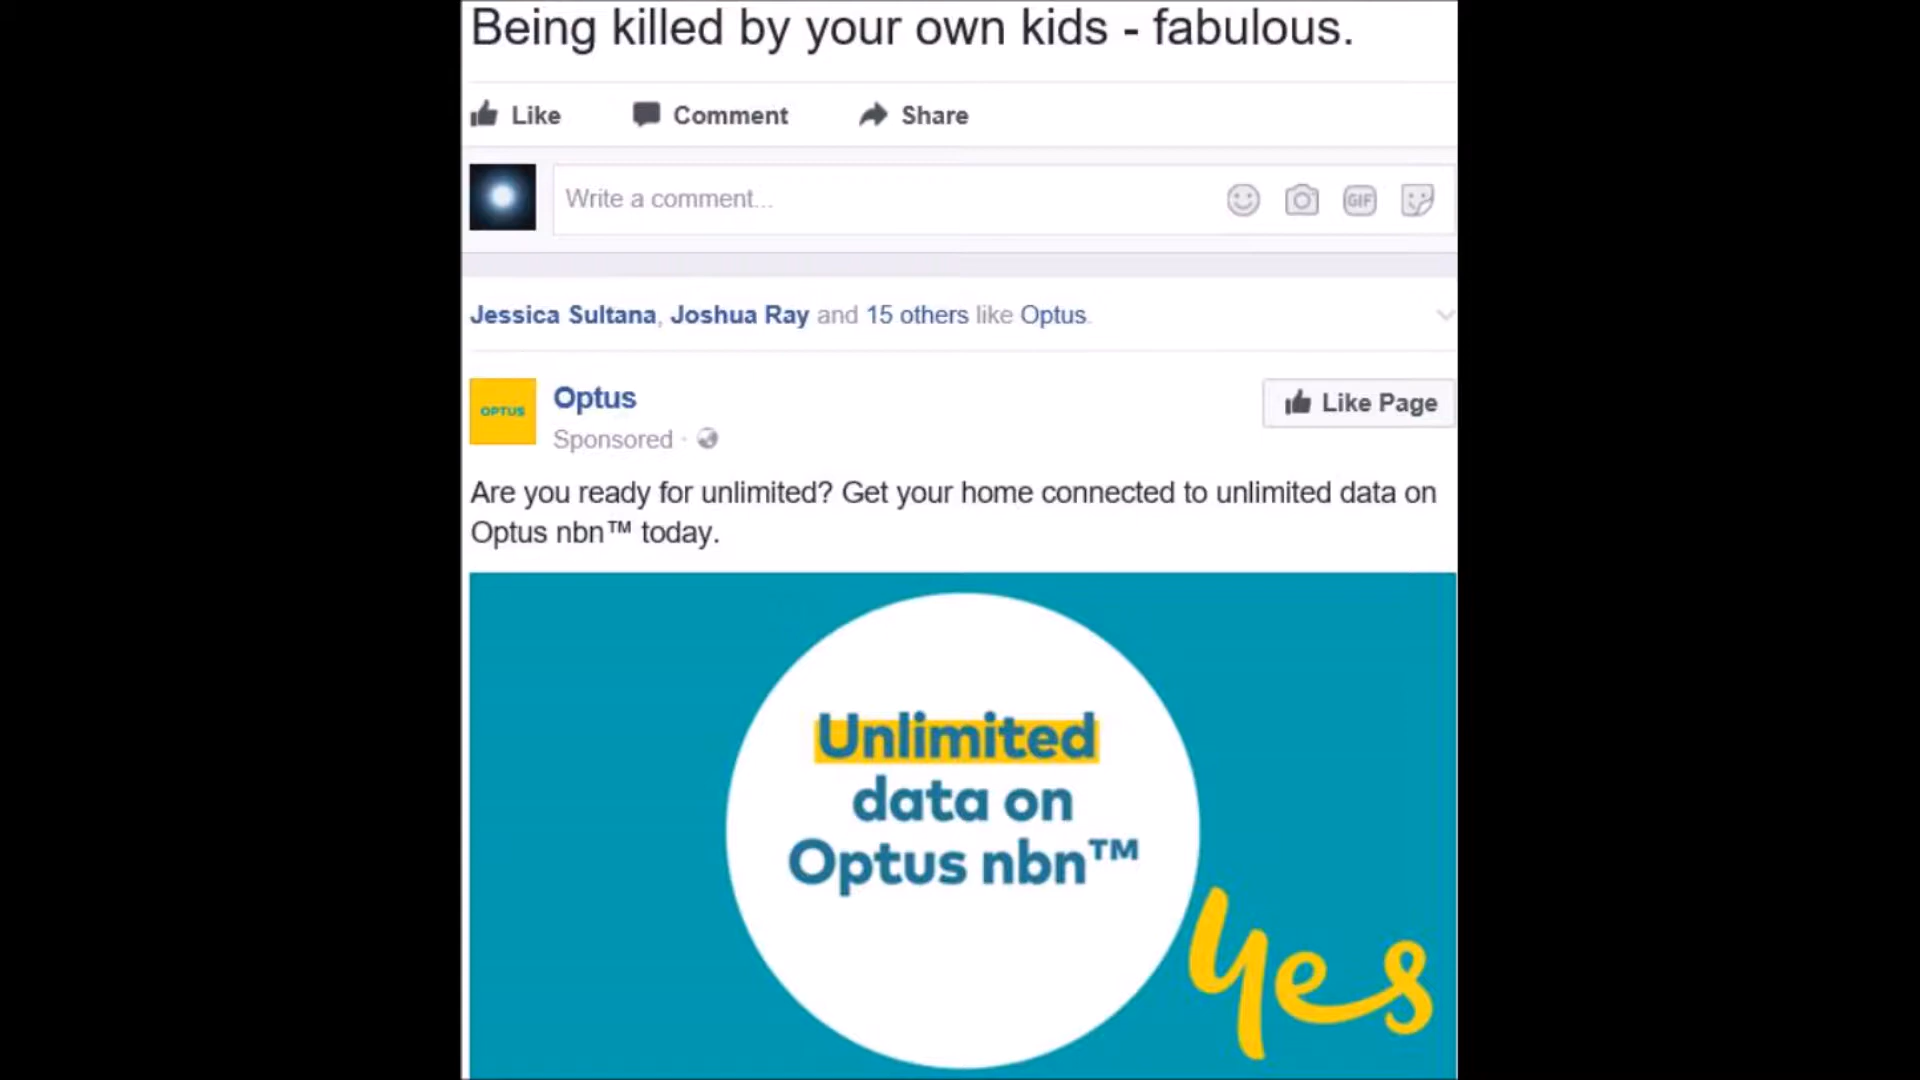 Being killed by your own kids - fabulous.
Like Comment Share
Write a comment...
GIF
Jessica Sultana, Joshua Ray and 15 others like Optus.
OPTUS
Optus
Like Page
Sponsored ·
Are you ready for unlimited? Get your home connected to unlimited data on
Optus nbn™ today.
Unlimited
data on
Optus nbn™
yes